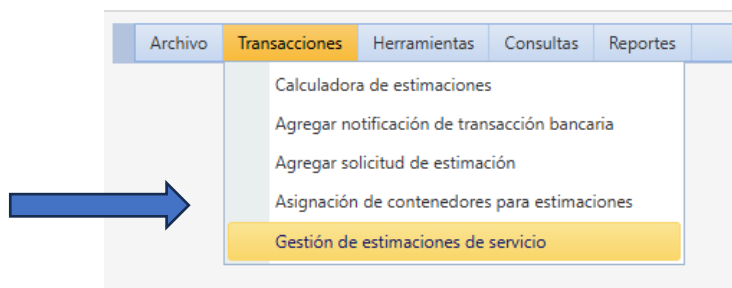 Archivo Transacciones Herramientas Consultas Reportes
Calculadora de estimaciones
Agregar notificación de transacción bancaria
Agregar solicitud de estimación
Asignación de contenedores para estimaciones
Gestión de estimaciones de servicio